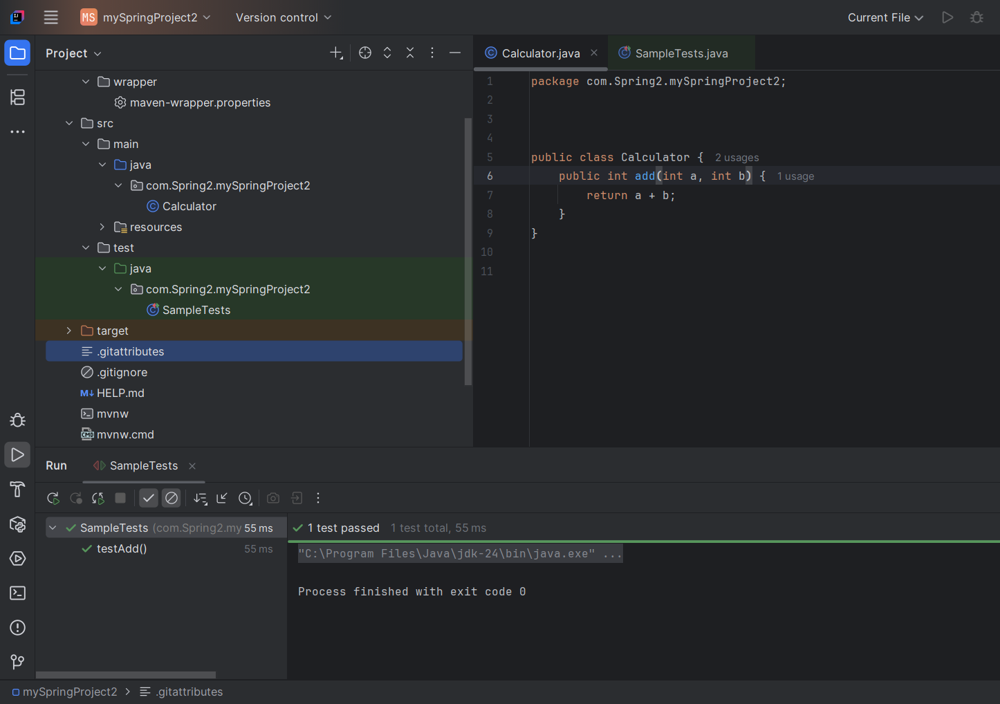 MS mySpringProject2 Version control Current File
Project
wrapper
maven-wrapper.properties
src
main
java
com.Spring2.mySpringProject2
Calculator
resources
test
java
com.Spring2.mySpringProject2
SampleTests
target
.gitattributes
.gitignore
M↓ HELP.md
mvnw
CMD mvnw.cmd
Calculator.java SampleTests.java
1 package com.Spring2.mySpringProject2;
2
3
4
5 public class Calculator { 2 usages
6 public int add(int a, int b) { 1 usage
7 return a + b;
8 }
9 }
10
11
Run SampleTests
SampleTests (com.Spring2.my 55 ms
testAdd() 55 ms
1 test passed 1 test total, 55 ms
"C:\Program Files\Java\jdk-24\bin\java.exe" ...
Process finished with exit code 0
mySpringProject2 > .gitattributes